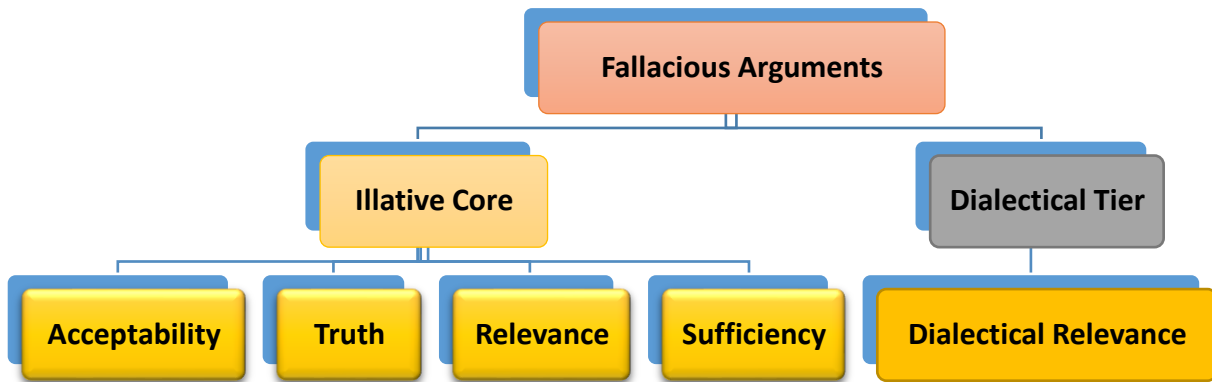 Fallacious Arguments
Illative Core
Dialectical Tier
Acceptability
Truth
Relevance
Sufficiency
Dialectical Relevance